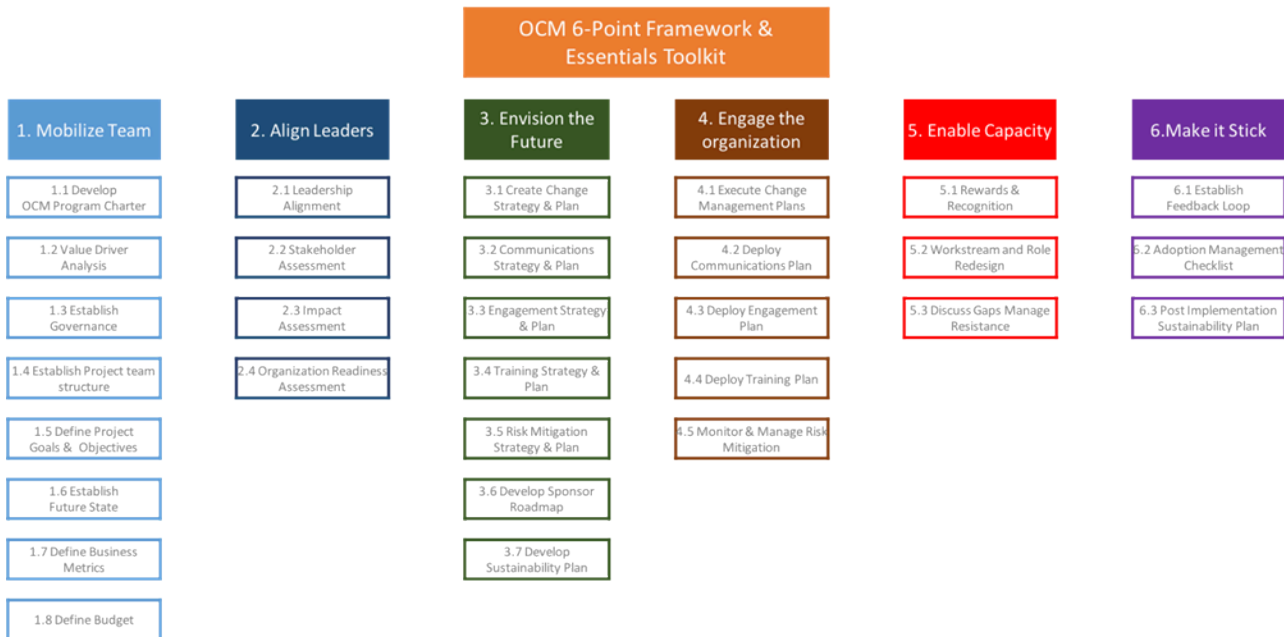 OCM 6-Point Framework &
Essentials Toolkit
1. Mobilize Team
1.1 Develop
OCM Program Charter
1.2 Value Driver
Analysis
1.3 Establish
Governance
1.4 Establish Project team
structure
1.5 Define Project
Goals & Objectives
1.6 Establish
Future State
1.7 Define Business
Metrics
1.8 Define Budget
2. Align Leaders
2.1 Leadership
Alignment
2.2 Stakeholder
Assessment
2.3 Impact
Assessment
2.4 Organization Readiness
Assessment
3. Envision the
Future
3.1 Create Change
Strategy & Plan
3.2 Communications
Strategy & Plan
3.3 Engagement Strategy
& Plan
3.4 Training Strategy &
Plan
3.5 Risk Mitigation
Strategy & Plan
3.6 Develop Sponsor
Roadmap
3.7 Develop
Sustainability Plan
4. Engage the
organization
4.1 Execute Change
Management Plans
4.2 Deploy
Communications Plan
4.3 Deploy Engagement
Plan
4.4 Deploy Training Plan
4.5 Monitor & Manage Risk
Mitigation
5. Enable Capacity
5.1 Rewards &
Recognition
5.2 Workstream and Role
Redesign
5.3 Discuss Gaps Manage
Resistance
6.Make it Stick
6.1 Establish
Feedback Loop
6.2 Adoption Management
Checklist
6.3 Post Implementation
Sustainability Plan